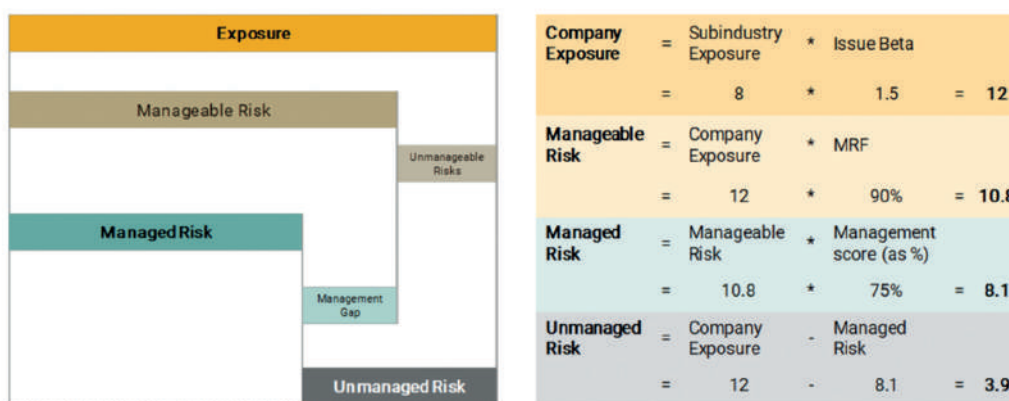 Exposure
Manageable Risk
Unmanageable
Risks
Managed Risk
Management
Gap
Unmanaged Risk
Company
Exposure = Subindustry
Exposure * Issue Beta
= 8 * 1.5 = 12
Manageable
Risk = Company
Exposure * MRF
= 12 * 90% = 10.8
Managed
Risk = Manageable
Risk * Management
score (as %)
= 10.8 * 75% = 8.1
Unmanaged
Risk = Company
Exposure - Managed
Risk
= 12 - 8.1 = 3.9